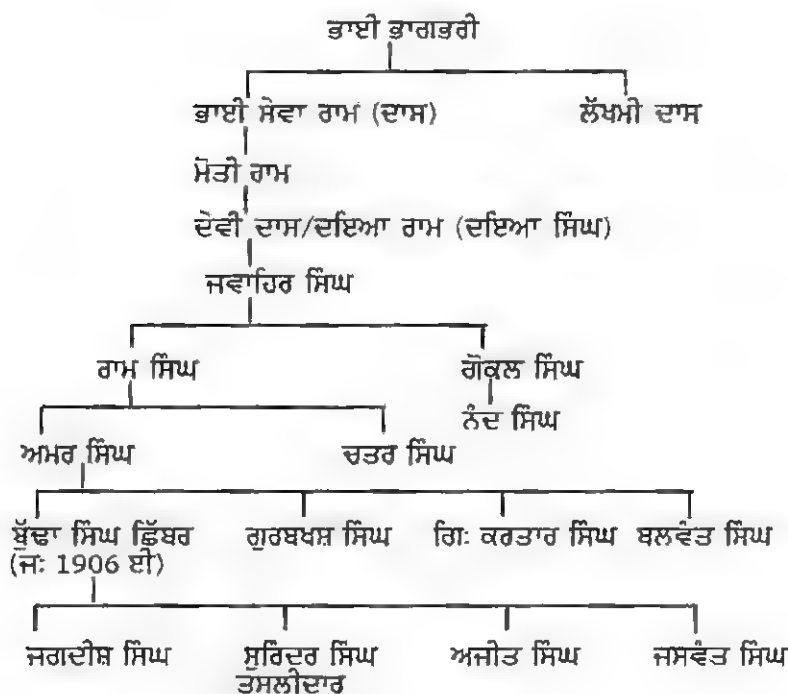 ਭਾਈ ਭਾਗਭਰੀ
ਭਾਈ ਸੇਵਾ ਰਾਮ (ਦਾਸ) ਲੱਖਮੀ ਦਾਸ
ਮੋਤੀ ਰਾਮ
ਦੇਵੀ ਦਾਸ/ਦਇਆ ਰਾਮ (ਦਇਆ ਸਿੰਘ)
ਜਵਾਹਿਰ ਸਿੰਘ
ਰਾਮ ਸਿੰਘ ਗੋਕਲ ਸਿੰਘ
ਨੰਦ ਸਿੰਘ
ਅਮਰ ਸਿੰਘ ਚਤਰ ਸਿੰਘ
ਬੁੱਢਾ ਸਿੰਘ ਛਿੱਬਰ ਗੁਰਬਖਸ਼ ਸਿੰਘ ਗਿ: ਕਰਤਾਰ ਸਿੰਘ ਬਲਵੰਤ ਸਿੰਘ
(ਜ: 1906 ਈ)
ਜਗਦੀਸ਼ ਸਿੰਘ ਸੁਰਿਦਰ ਸਿੰਘ ਅਜੀਤ ਸਿੰਘ ਜਸਵੰਤ ਸਿੰਘ
ਤਸਲੀਦਾਰ